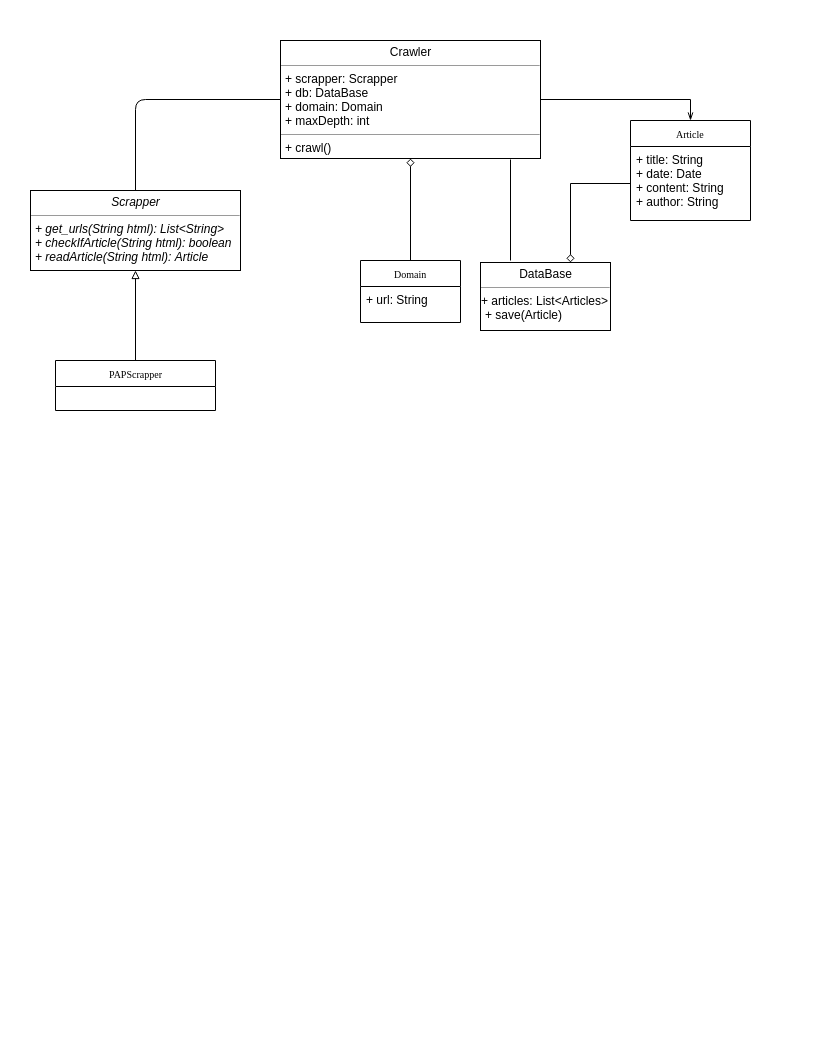 Crawler
+ scrapper: Scrapper
+ db: DataBase
+ domain: Domain
+ maxDepth: int
+ crawl()
Article
+ title: String
+ date: Date
+ content: String
+ author: String
Scrapper
+ get_urls(String html): List<String>
+ checkIfArticle(String html): boolean
+ readArticle(String html): Article
Domain
+ url: String
DataBase
+ articles: List<Articles>
+ save(Article)
PAPScrapper